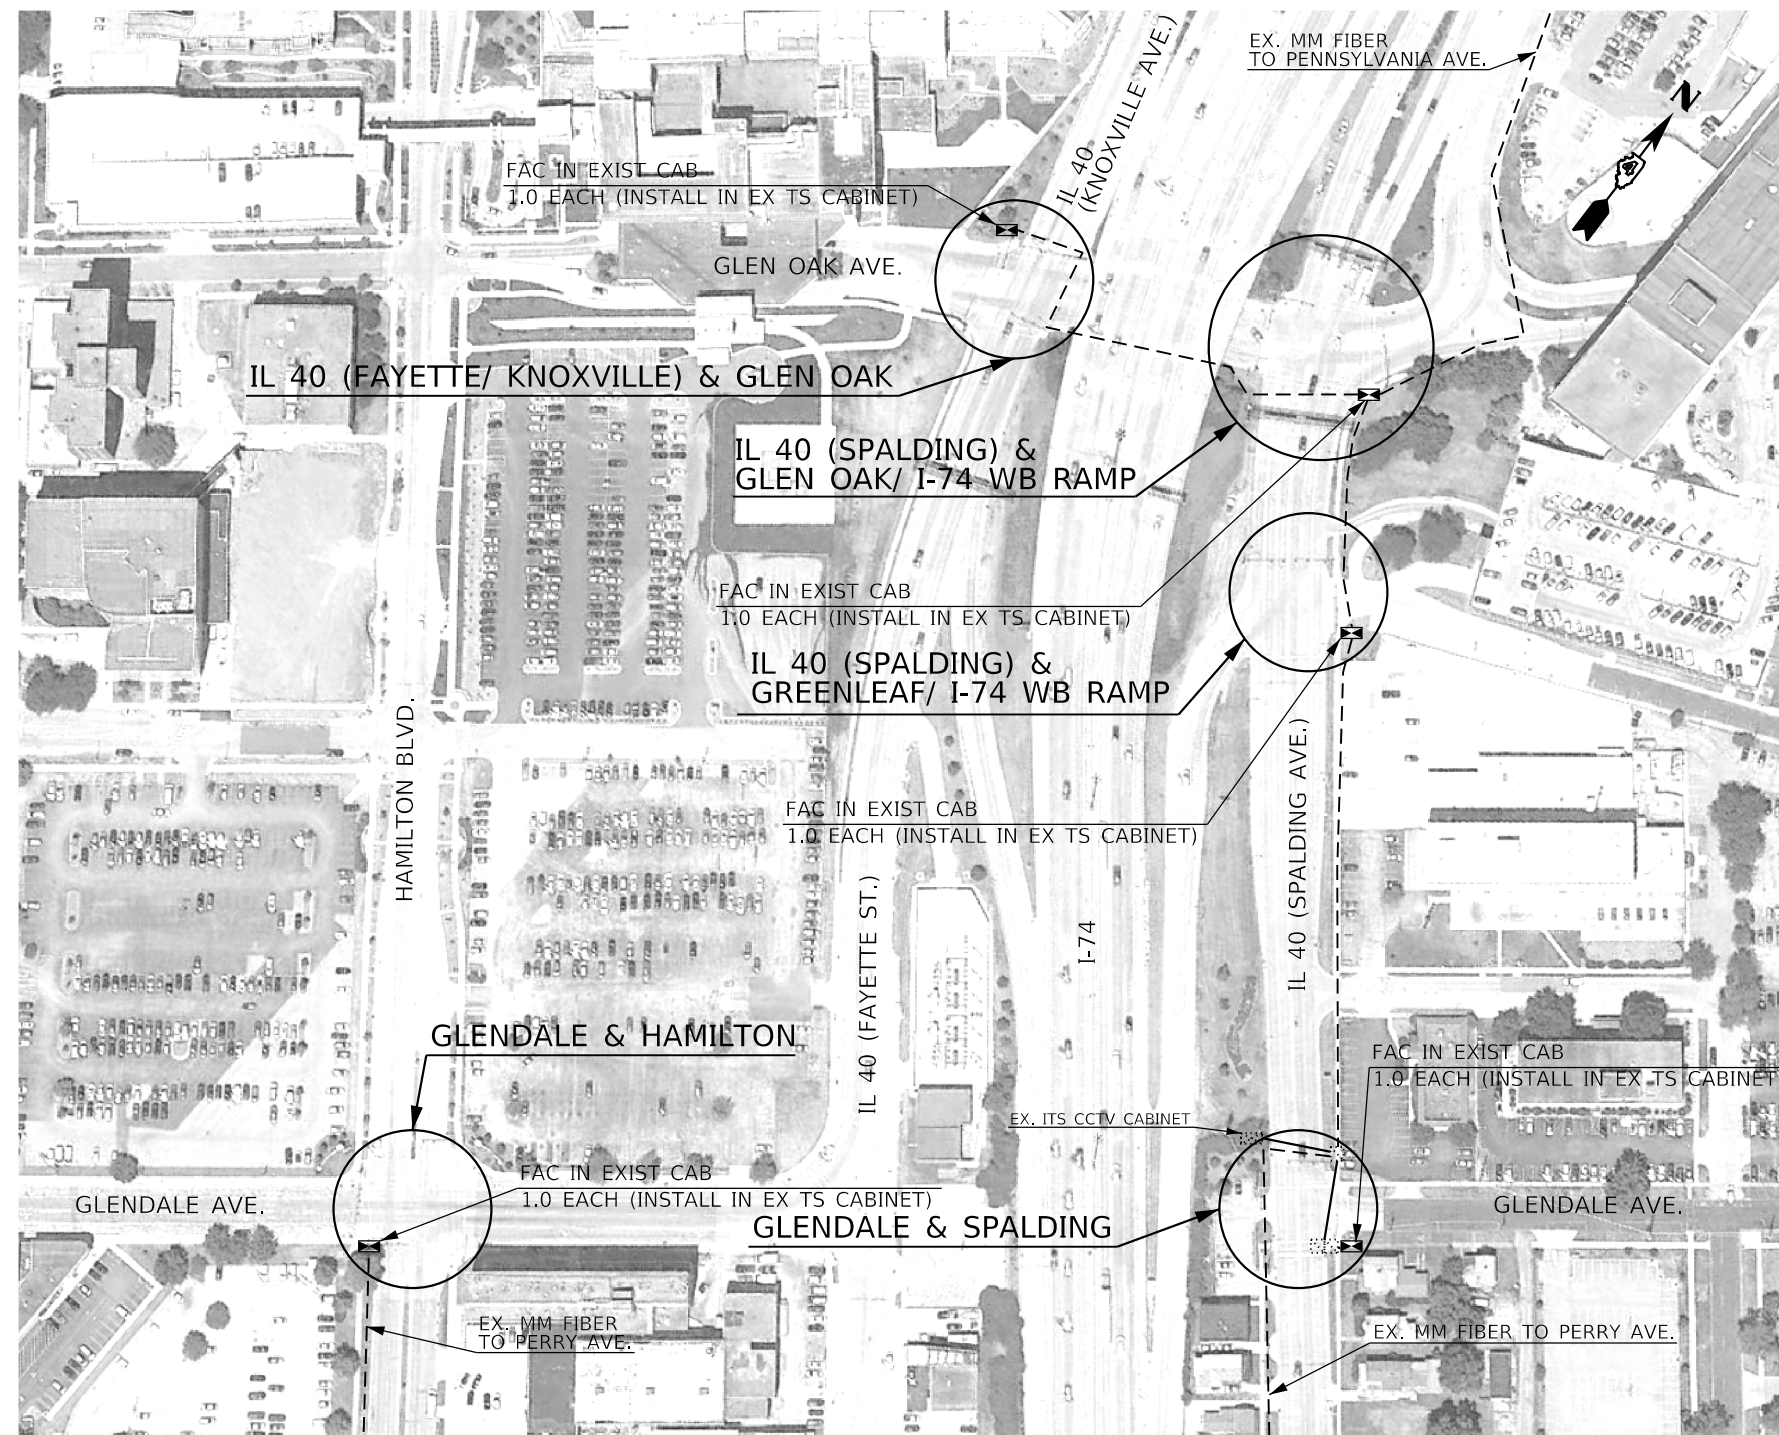 EX. MM FIBER
TO PENNSYLVANIA AVE.
IL 40
(KNOXVILLE AVE.)
N
4
FAC IN EXIST CAB
1.0 EACH (INSTALL IN EX TS CABINET)
GLEN OAK AVE.
IL 40 (FAYETTE/ KNOXVILLE) & GLEN OAK
IL 40 (SPALDING) &
GLEN OAK/ I-74 WB RAMP
FAC IN EXIST CAB
1.0 EACH (INSTALL IN EX TS CABINET)
IL 40 (SPALDING) &
GREENLEAF/ I-74 WB RAMP
HAMILTON BLVD.
IL 40 (SPALDING AVE.)
FAC IN EXIST CAB
1.0 EACH (INSTALL IN EX TS CABINET)
IL 40 (FAYETTE ST.)
I-74
GLENDALE & HAMILTON
FAC IN EXIST CAB
1.0 EACH (INSTALL IN EX TS CABINET
EX. ITS CCTV CABINET
FAC IN EXIST CAB
1.0 EACH (INSTALL IN EX TS CABINET)
GLENDALE AVE.
GLENDALE AVE.
GLENDALE & SPALDING
EX. MM FIBER
TO PERRY AVE.
EX. MM FIBER TO PERRY AVE.